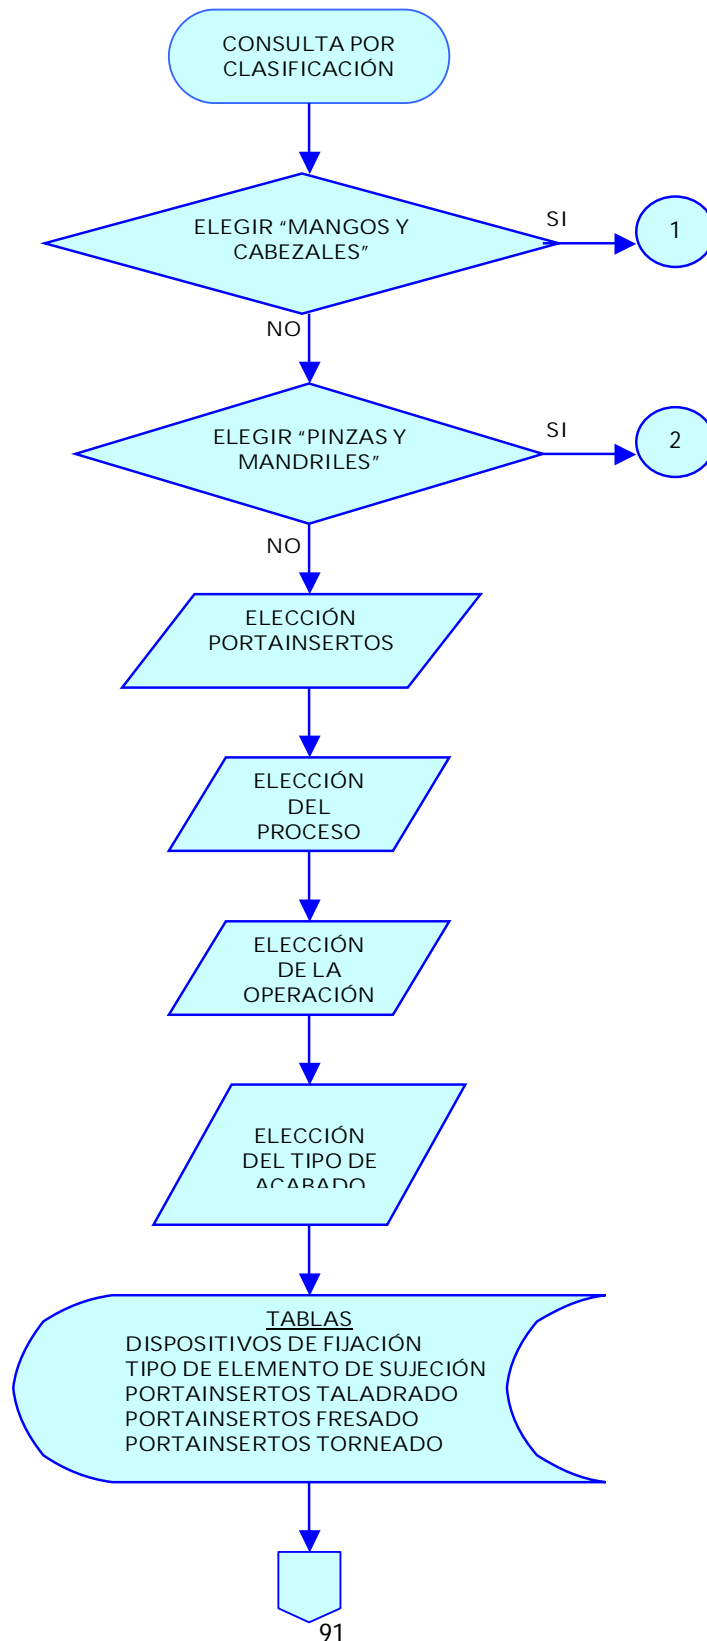 CONSULTA POR
CLASIFICACIÓN
ELEGIR “MANGOS Y
CABEZALES”
SI
1
NO
ELEGIR “PINZAS Y
MANDRILES”
SI
2
NO
ELECCIÓN
PORTAINSERTOS
ELECCIÓN
DEL
PROCESO
ELECCIÓN
DE LA
OPERACIÓN
ELECCIÓN
DEL TIPO DE
ACABADO
TABLAS
DISPOSITIVOS DE FIJACIÓN
TIPO DE ELEMENTO DE SUJECIÓN
PORTAINSERTOS TALADRADO
PORTAINSERTOS FRESADO
PORTAINSERTOS TORNEADO
91